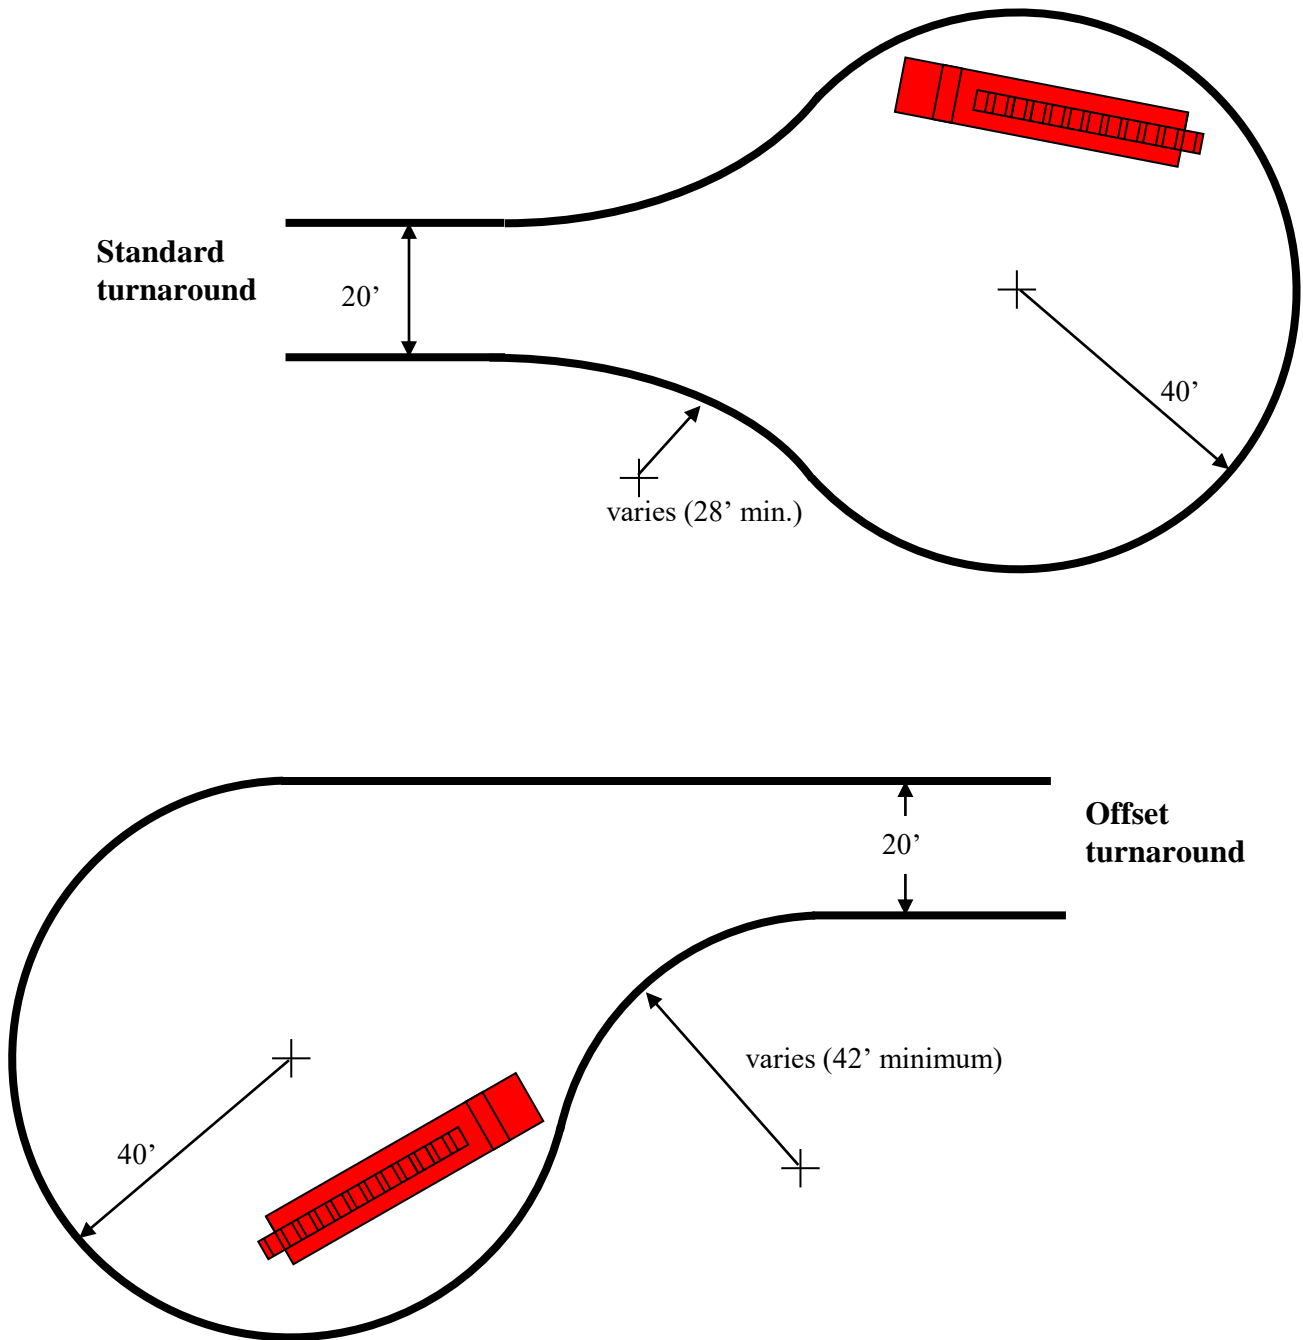 Standard
turnaround
20’
40’
varies (28’ min.)
20’
Offset
turnaround
varies (42’ minimum)
40’